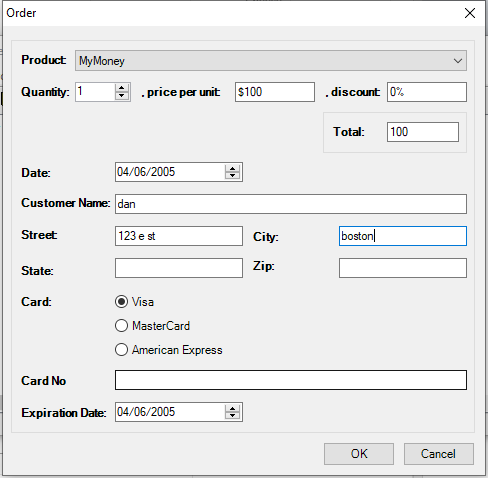 Order
Product: MyMoney
Quantity: 1 , price per unit: $100 , discount: 0%
Total: 100
Date: 04/06/2005
Customer Name: dan
Street: 123 e st City: boston
State: Zip:
Card: Visa
MasterCard
American Express
Card No
Expiration Date: 04/06/2005
OK Cancel